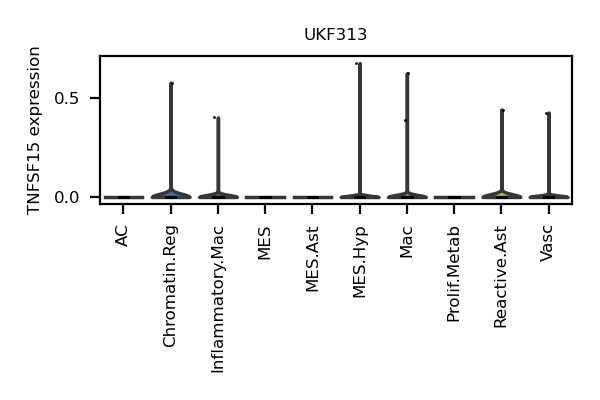 UKF313
TNFSF15 expression
0.5
0.0
AC
Chromatin.Reg
Inflammatory.Mac
MES
MES.Ast
MES.Hyp
Mac
Prolif.Metab
Reactive.Ast
Vasc